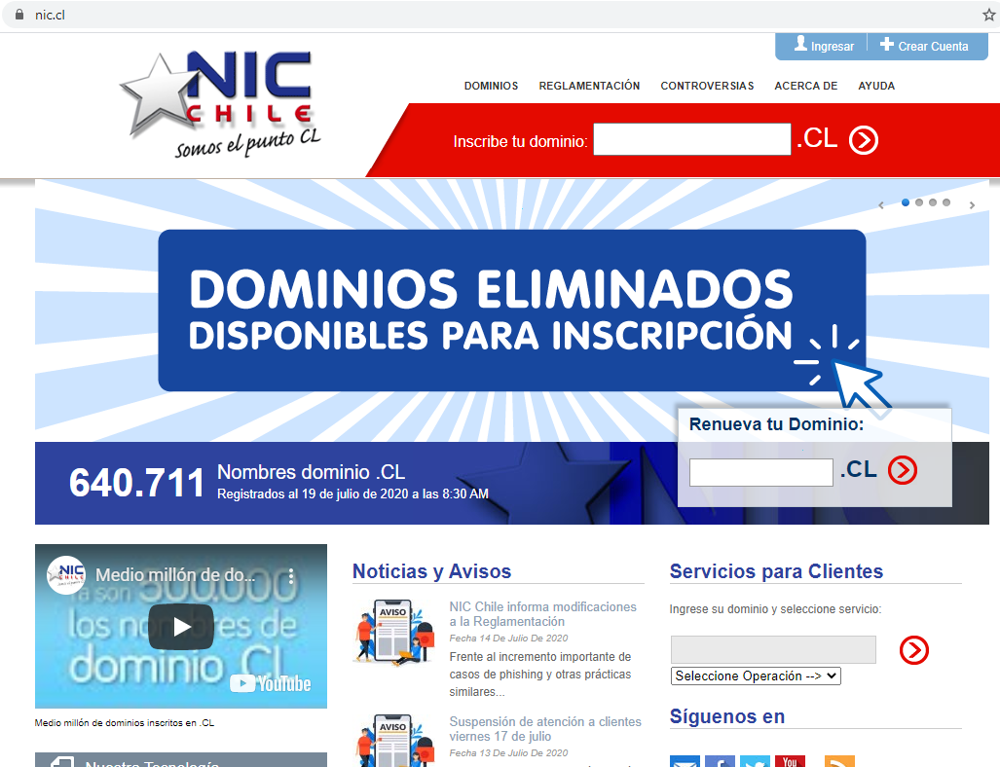 nic.cl
Ingresar
Crear Cuenta
NIC
CHILE
Somos el punto CL
DOMINIOS
REGLAMENTACIÓN
CONTROVERSIAS
ACERCA DE
AYUDA
Inscribe tu dominio:
.CL
DOMINIOS ELIMINADOS
DISPONIBLES PARA INSCRIPCIÓN
Renueva tu Dominio:
.CL
640.711
Nombres dominio .CL
Registrados al 19 de julio de 2020 a las 8:30 AM
NIC
CHILE
Medio millón de do...
Ya son 500.000
los nombres de
dominio .CL
YouTube
Medio millón de dominios inscritos en .CL
Nuestra Tecnología
Noticias y Avisos
AVISO
NIC Chile informa modificaciones
a la Reglamentación
Fecha 14 De Julio De 2020
Frente al incremento importante de
casos de phishing y otras prácticas
similares...
AVISO
Suspensión de atención a clientes
viernes 17 de julio
Fecha 13 De Julio De 2020
Servicios para Clientes
Ingrese su dominio y seleccione servicio:
Seleccione Operación -->
Síguenos en
You